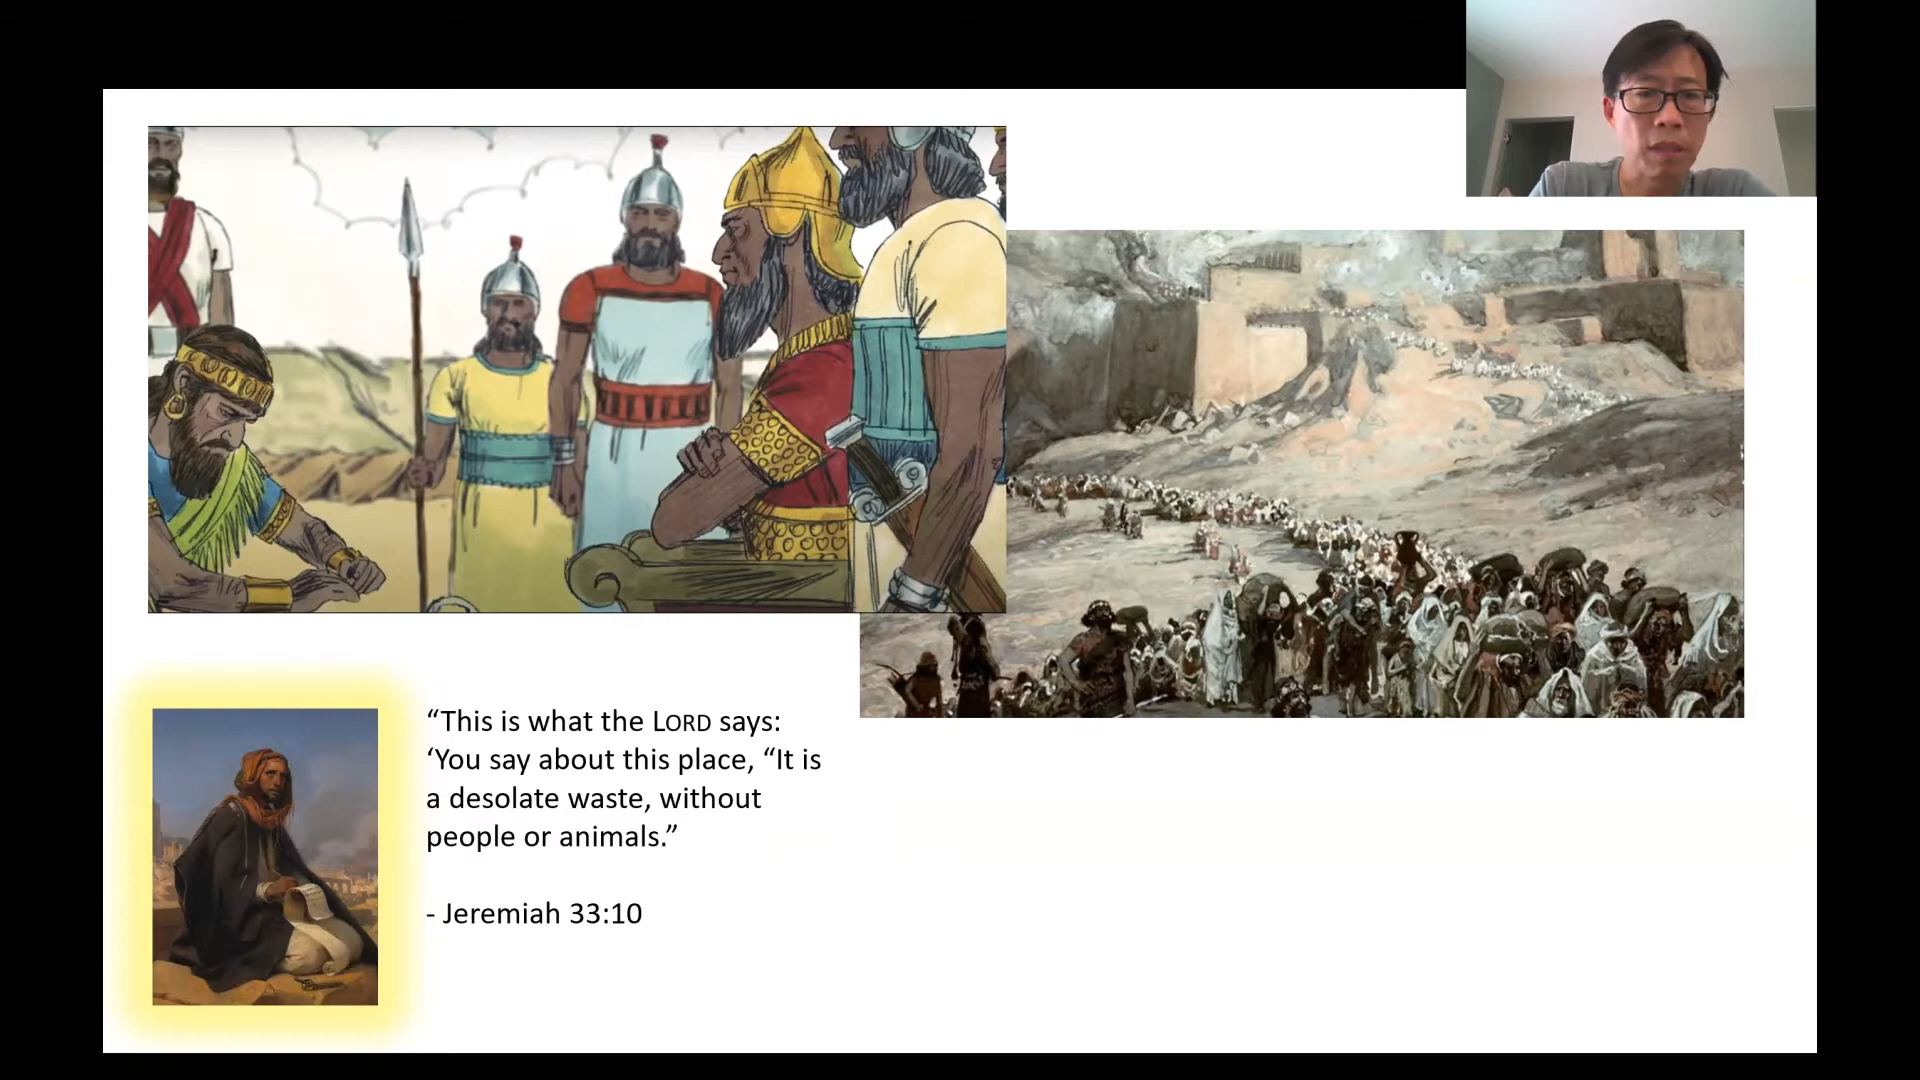 “This is what the LORD says:
‘You say about this place, “It is
a desolate waste, without
people or animals.”
- Jeremiah 33:10